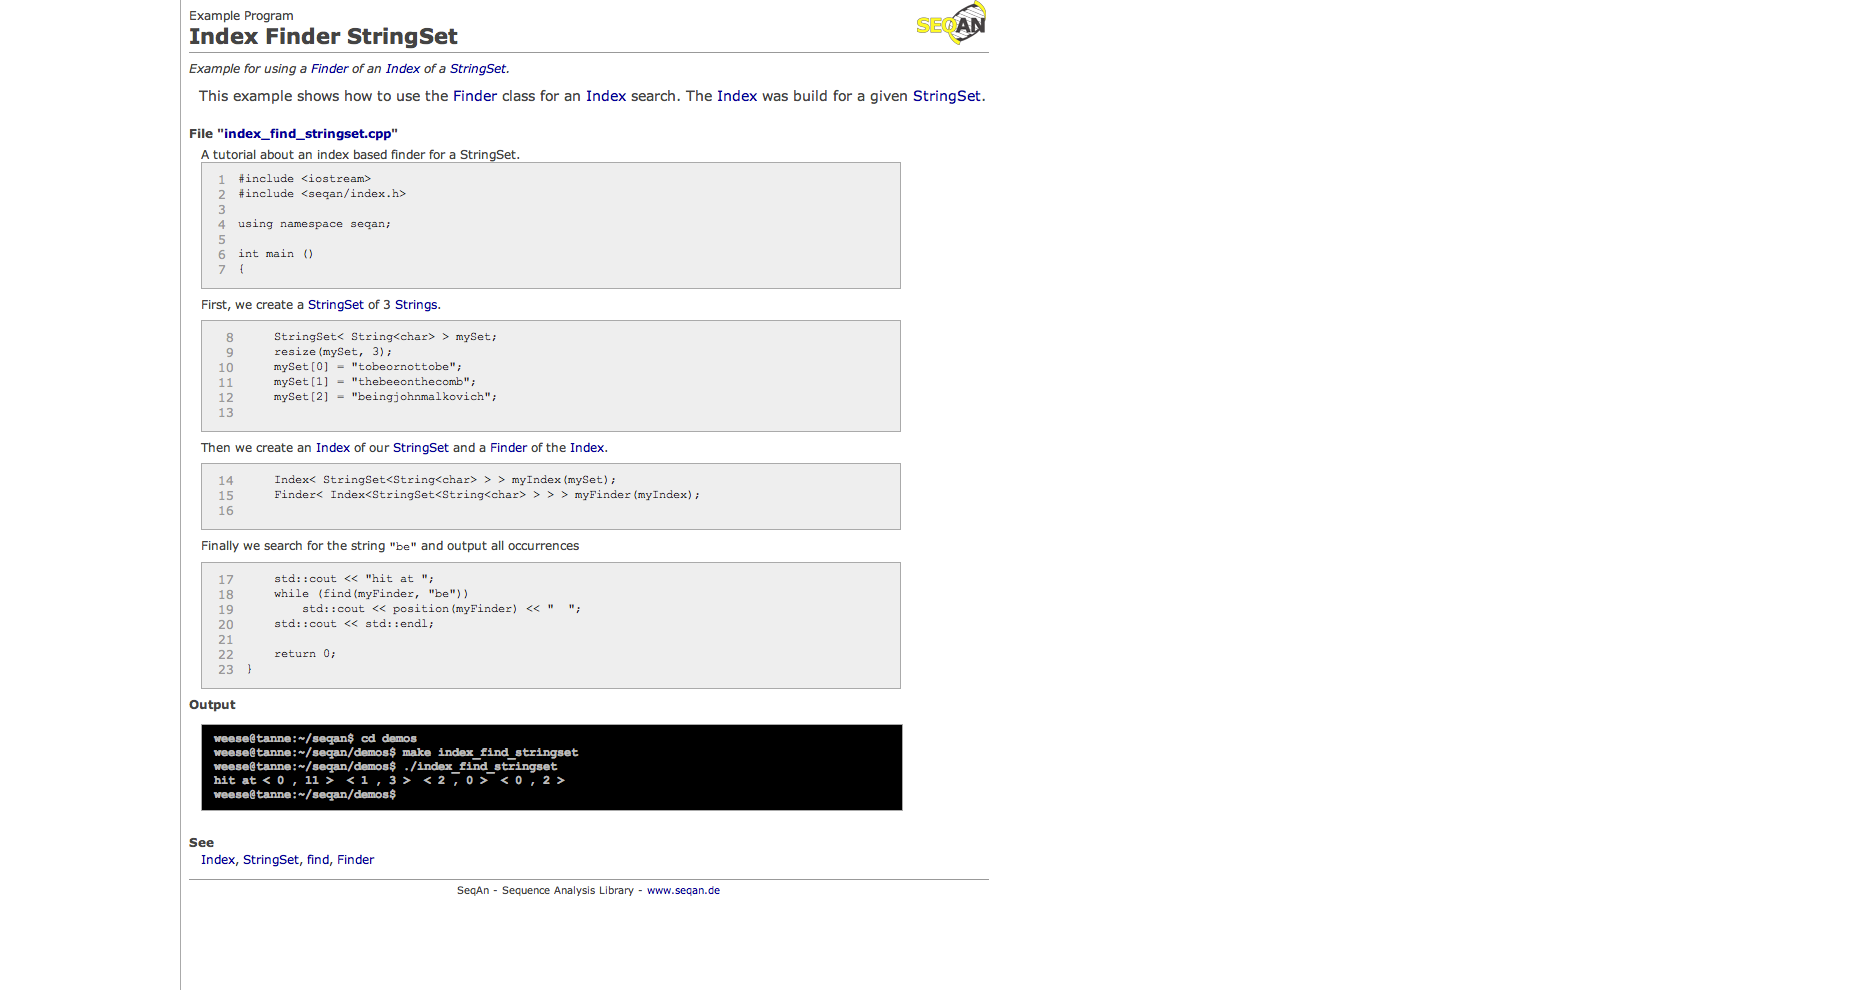 Example Program
Index Finder StringSet
SEQAN
Example for using a Finder of an Index of a StringSet.
This example shows how to use the Finder class for an Index search. The Index was build for a given StringSet.
File "index_find_stringset.cpp"
A tutorial about an index based finder for a StringSet.
1 #include <iostream>
2 #include <seqan/index.h>
3
4 using namespace seqan;
5
6 int main ()
7 {
First, we create a StringSet of 3 Strings.
8 StringSet< String<char> > mySet;
9 resize(mySet, 3);
10 mySet[0] = "tobeornottobe";
11 mySet[1] = "thebeeonthecomb";
12 mySet[2] = "beingjohnmalkovich";
13
Then we create an Index of our StringSet and a Finder of the Index.
14 Index< StringSet<String<char> > > myIndex(mySet);
15 Finder< Index<StringSet<String<char> > > > myFinder(myIndex);
16
Finally we search for the string "be" and output all occurrences
17 std::cout << "hit at ";
18 while (find(myFinder, "be"))
19 std::cout << position(myFinder) << "  ";
20 std::cout << std::endl;
21
22 return 0;
23 }
Output
weese@tanne:~/seqan$ cd demos
weese@tanne:~/seqan/demos$ make index_find_stringset
weese@tanne:~/seqan/demos$ ./index_find_stringset
hit at < 0 , 11 >  < 1 , 3 >  < 2 , 0 >  < 0 , 2 >
weese@tanne:~/seqan/demos$
See
Index, StringSet, find, Finder
SeqAn - Sequence Analysis Library - www.seqan.de